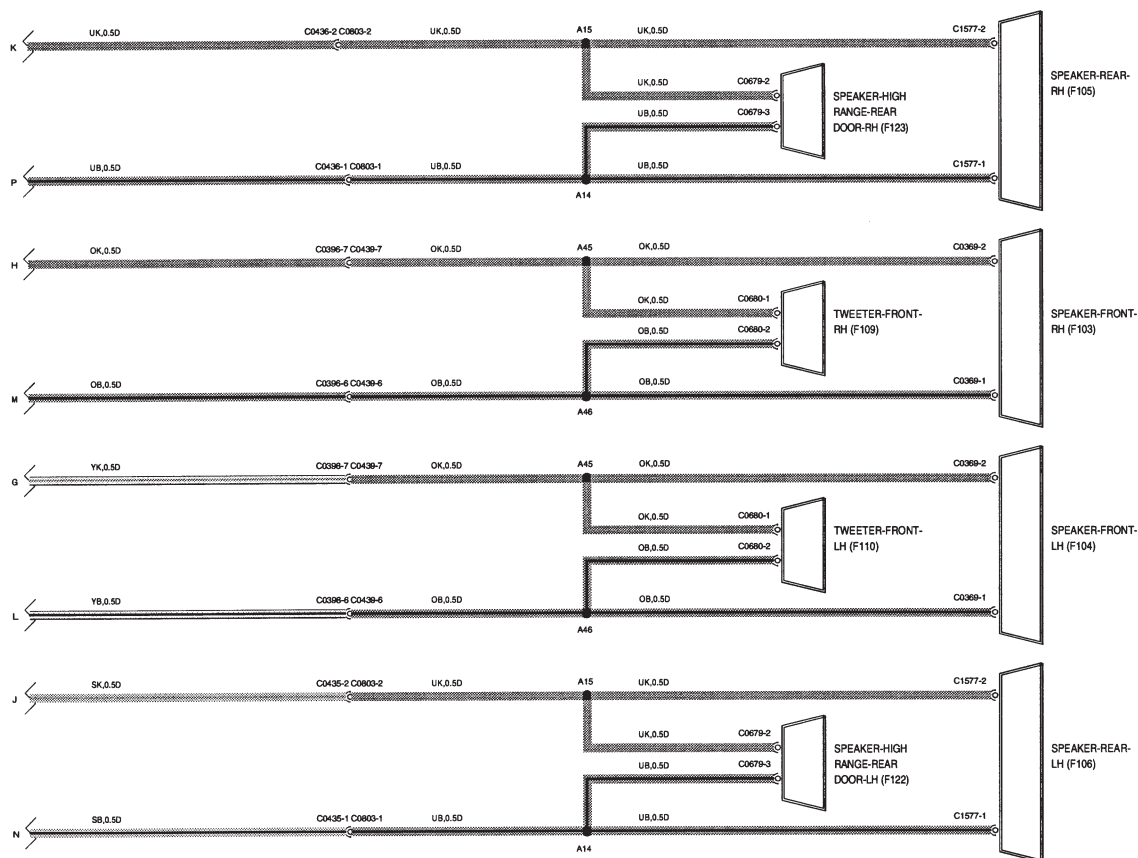 K UK,0.5D C0436-2 C0803-2 UK,0.5D A15 UK,0.5D C1577-2
UK,0.5D C0679-2
UB,0.5D C0679-3
SPEAKER-HIGH
RANGE-REAR
DOOR-RH (F123)
SPEAKER-REAR-
RH (F105)
P UB,0.5D C0436-1 C0803-1 UB,0.5D A14 UB,0.5D C1577-1
H OK,0.5D C0396-7 C0439-7 OK,0.5D A45 OK,0.5D C0369-2
OK,0.5D C0680-1
OB,0.5D C0680-2
TWEETER-FRONT-
RH (F109)
SPEAKER-FRONT-
RH (F103)
M OB,0.5D C0396-6 C0439-6 OB,0.5D A46 OB,0.5D C0369-1
G YK,0.5D C0398-7 C0439-7 OK,0.5D A45 OK,0.5D C0369-2
OK,0.5D C0680-1
OB,0.5D C0680-2
TWEETER-FRONT-
LH (F110)
SPEAKER-FRONT-
LH (F104)
L YB,0.5D C0398-6 C0439-6 OB,0.5D A46 OB,0.5D C0369-1
J SK,0.5D C0435-2 C0803-2 UK,0.5D A15 UK,0.5D C1577-2
UK,0.5D C0679-2
UB,0.5D C0679-3
SPEAKER-HIGH
RANGE-REAR
DOOR-LH (F122)
SPEAKER-REAR-
LH (F106)
N SB,0.5D C0435-1 C0803-1 UB,0.5D A14 UB,0.5D C1577-1